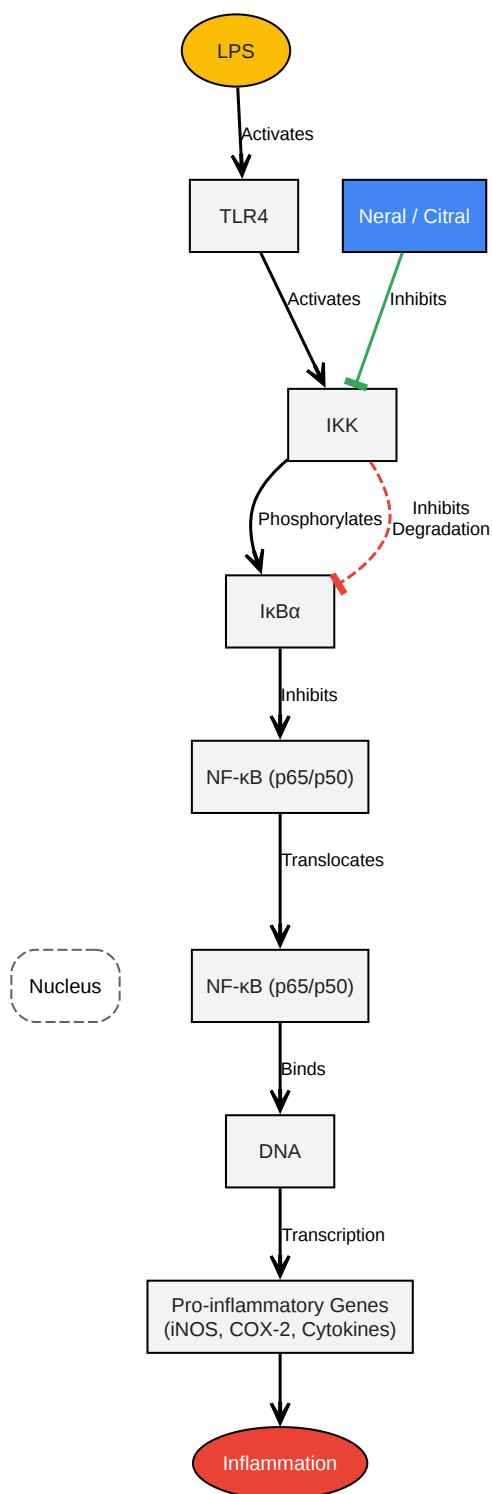 LPS
Activates
TLR4
Neral / Citral
Activates
Inhibits
IKK
Phosphorylates
Inhibits
Degradation
IκBα
Inhibits
NF-κB (p65/p50)
Translocates
Nucleus
NF-κB (p65/p50)
Binds
DNA
Transcription
Pro-inflammatory Genes
(iNOS, COX-2, Cytokines)
Inflammation